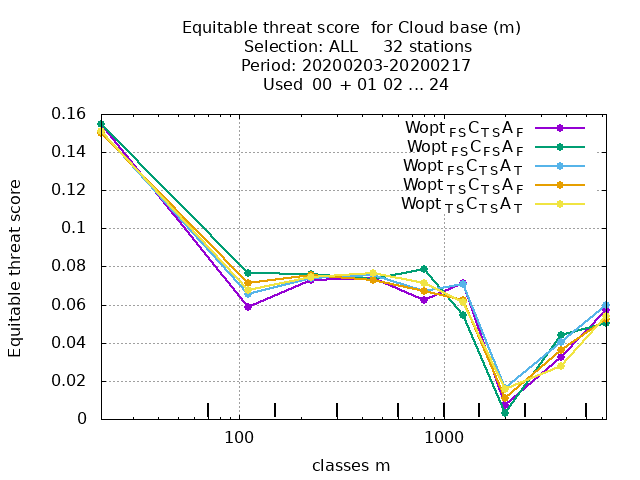 Equitable threat score for Cloud base (m)
Selection: ALL 32 stations
Period: 20200203-20200217
Used 00 + 01 02 ... 24
Equitable threat score
0.16
0.14
0.12
0.1
0.08
0.06
0.04
0.02
0
Wopt FS C TS A F
Wopt FS C FS A F
Wopt FS C TS A T
Wopt TS C TS A F
Wopt TS C TS A T
100 1000
classes m